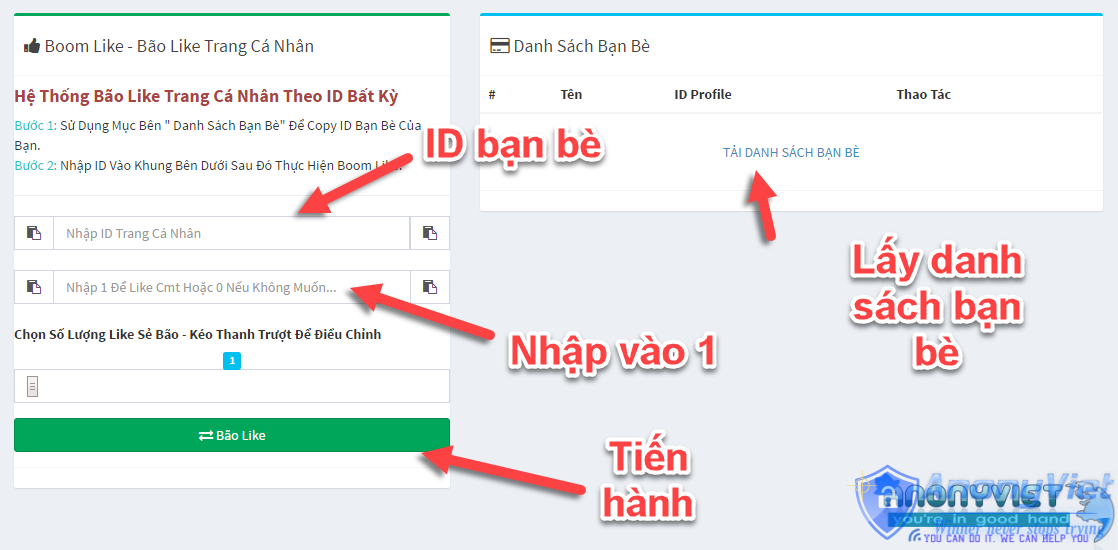 Boom Like - Bão Like Trang Cá Nhân
Hệ Thống Bão Like Trang Cá Nhân Theo ID Bất Kỳ
Bước 1: Sử Dụng Mục Bên " Danh Sách Bạn Bè" Để Copy ID Bạn Bè Của
Bạn.
Bước 2: Nhập ID Vào Khung Bên Dưới Sau Đó Thực Hiện Boom Like.
ID bạn bè
Nhập ID Trang Cá Nhân
Nhập 1 Để Like Cmt Hoặc 0 Nếu Không Muốn...
Nhập vào 1
Chọn Số Lượng Like Sẻ Bão - Kéo Thanh Trượt Để Điều Chỉnh
1
Bão Like
Tiến
hành
Danh Sách Bạn Bè
# Tên ID Profile Thao Tác
TẢI DANH SÁCH BẠN BÈ
Lấy danh
sách bạn
bè
AnonyViet
ANONYVIET
you're in good hand
Winner never stops trying
YOU CAN DO IT. WE CAN HELP YOU